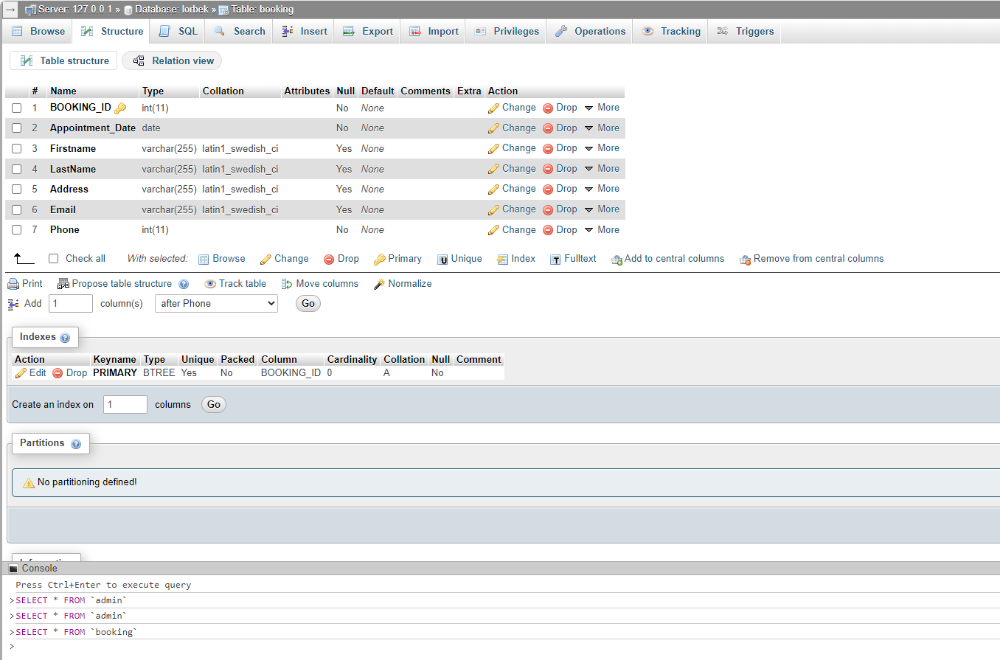 Server: 127.0.0.1 » Database: lorbek » Table: booking
Browse Structure SQL Search Insert Export Import Privileges Operations Tracking Triggers
Table structure Relation view
# Name Type Collation Attributes Null Default Comments Extra Action
1 BOOKING_ID int(11) No None Change Drop More
2 Appointment_Date date No None Change Drop More
3 Firstname varchar(255) latin1_swedish_ci Yes None Change Drop More
4 LastName varchar(255) latin1_swedish_ci Yes None Change Drop More
5 Address varchar(255) latin1_swedish_ci Yes None Change Drop More
6 Email varchar(255) latin1_swedish_ci Yes None Change Drop More
7 Phone int(11) No None Change Drop More
Check all With selected: Browse Change Drop Primary Unique Index Fulltext Add to central columns Remove from central columns
Print Propose table structure Track table Move columns Normalize
Add 1 column(s) after Phone Go
Indexes
Action Keyname Type Unique Packed Column Cardinality Collation Null Comment
Edit Drop PRIMARY BTREE Yes No BOOKING_ID 0 A No
Create an index on 1 columns Go
Partitions
No partitioning defined!
Console
Press Ctrl+Enter to execute query
>SELECT * FROM `admin`
>SELECT * FROM `admin`
>SELECT * FROM `booking`
>